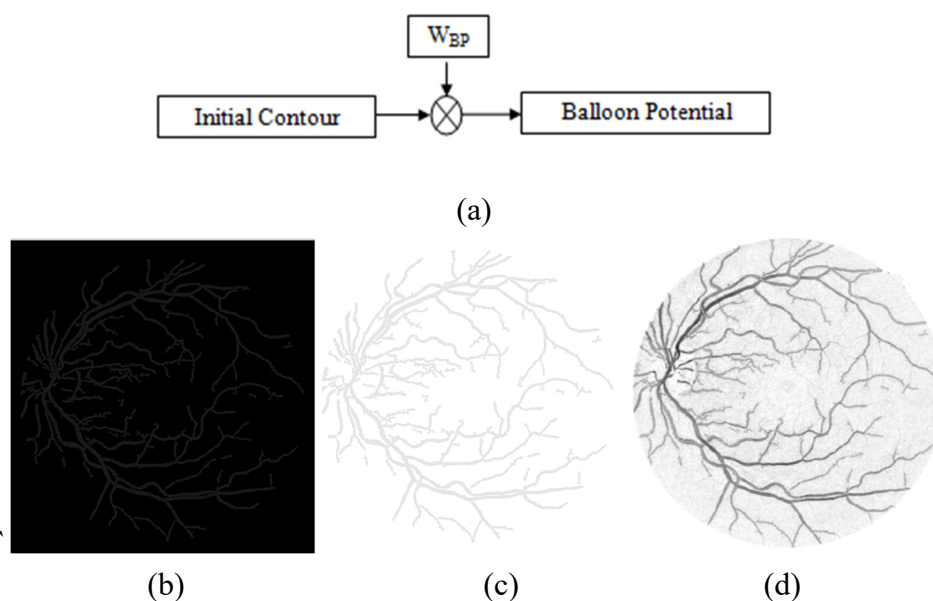 W_BP
Initial Contour
Balloon Potential
(a)
(b) (c) (d)